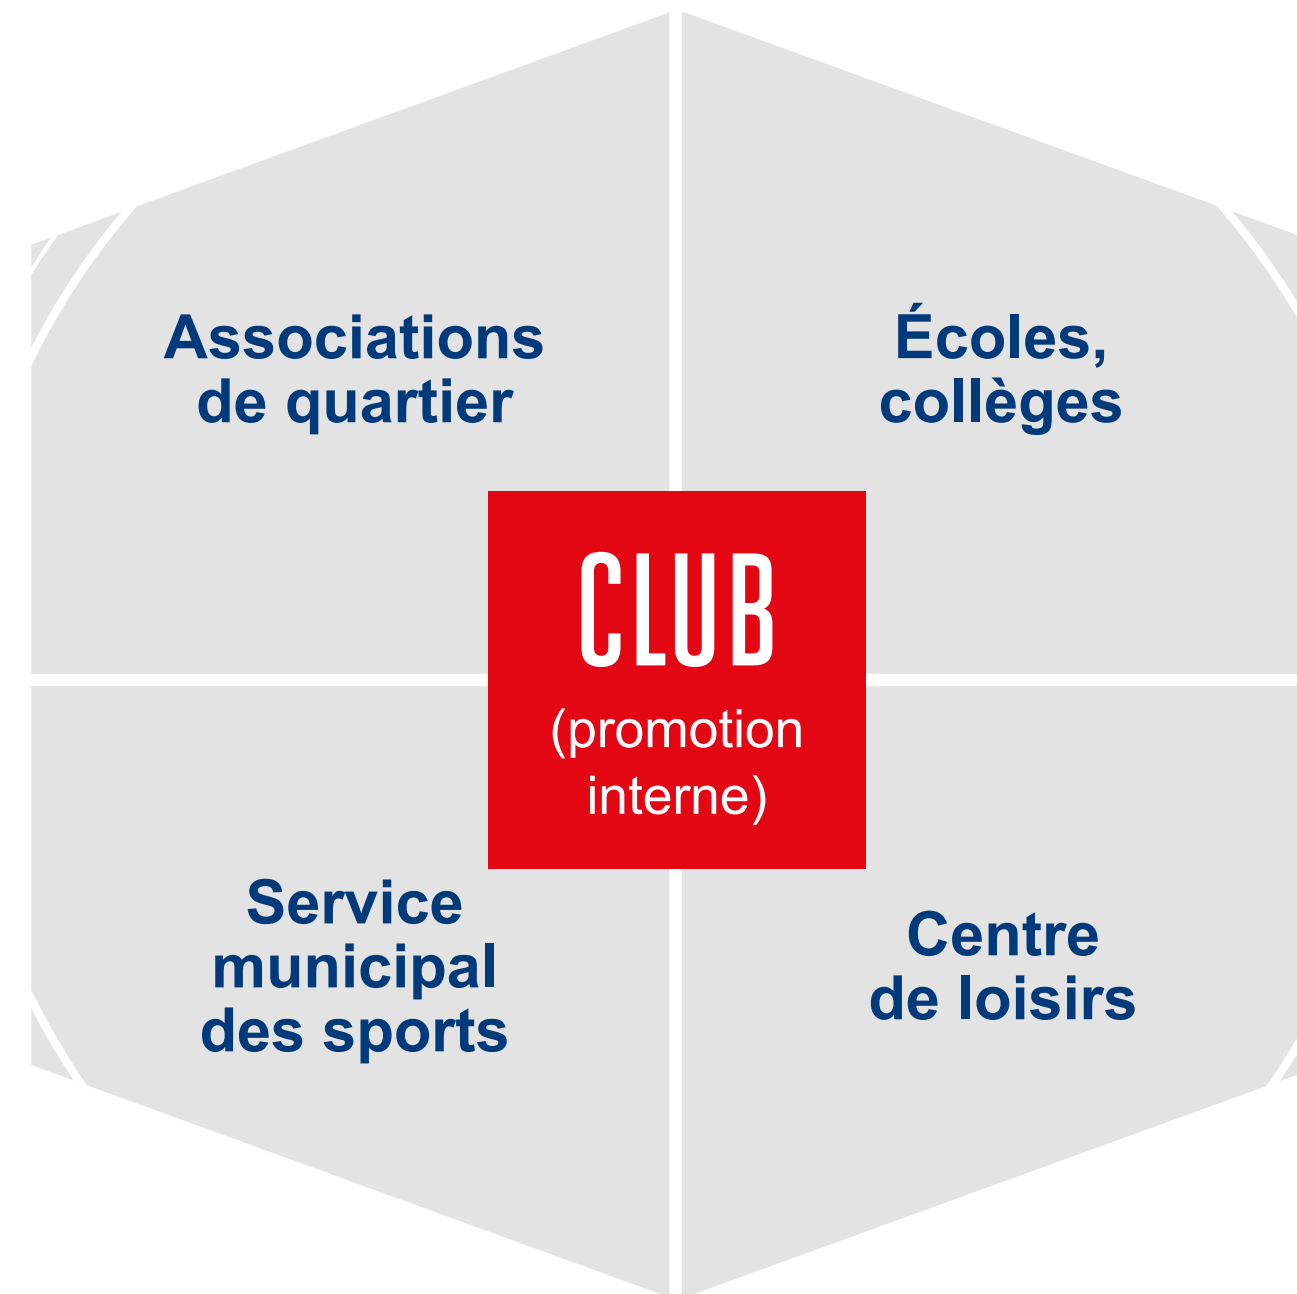 Associations
de quartier
Écoles,
collèges
CLUB
(promotion
interne)
Service
municipal
des sports
Centre
de loisirs